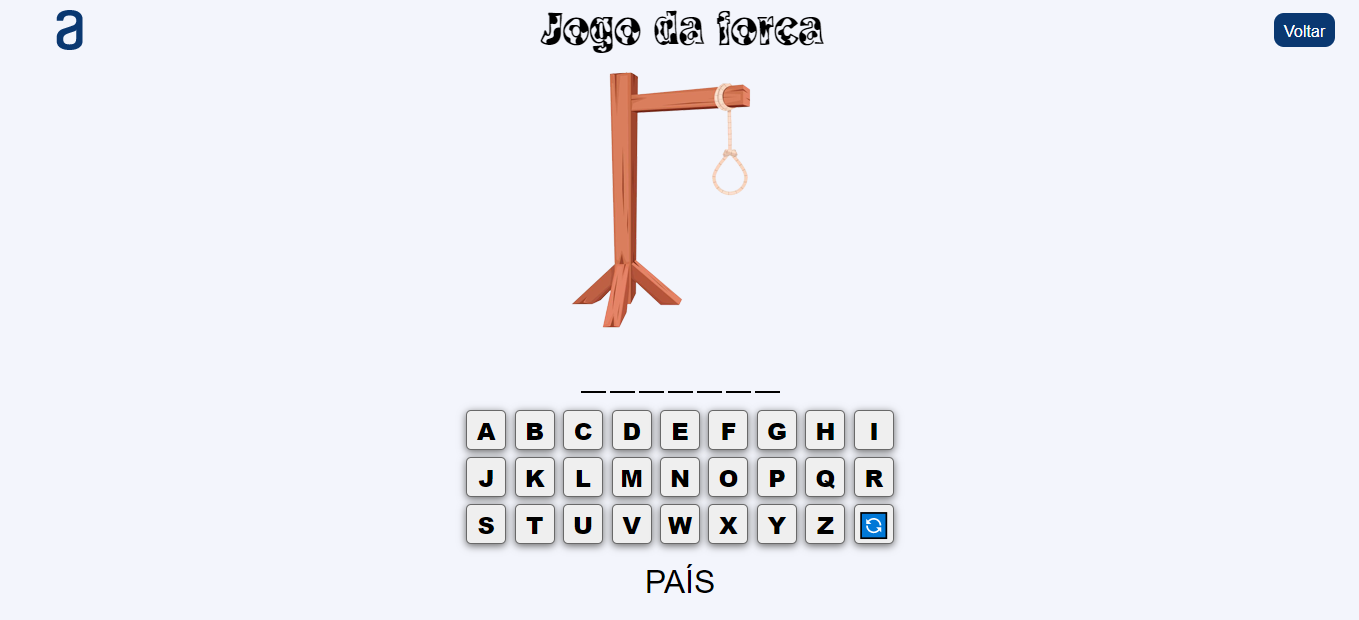 a
Jogo da forca
Voltar
_ _ _ _ _ _ _
A B C D E F G H I
J K L M N O P Q R
S T U V W X Y Z
PAÍS